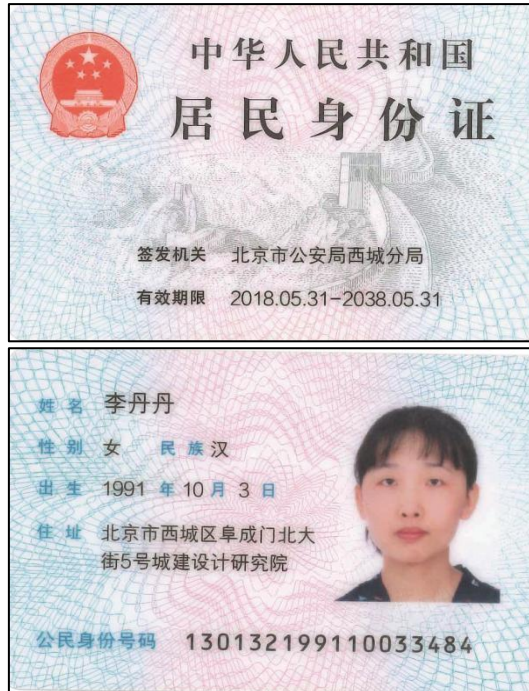 中华人民共和国
居民身份证
签发机关 北京市公安局西城分局
有效期限 2018.05.31-2038.05.31
姓名 李丹丹
性别 女 民族 汉
出生 1991 年 10 月 3 日
住址 北京市西城区阜成门北大
街5号城建设计研究院
公民身份号码 130132199110033484